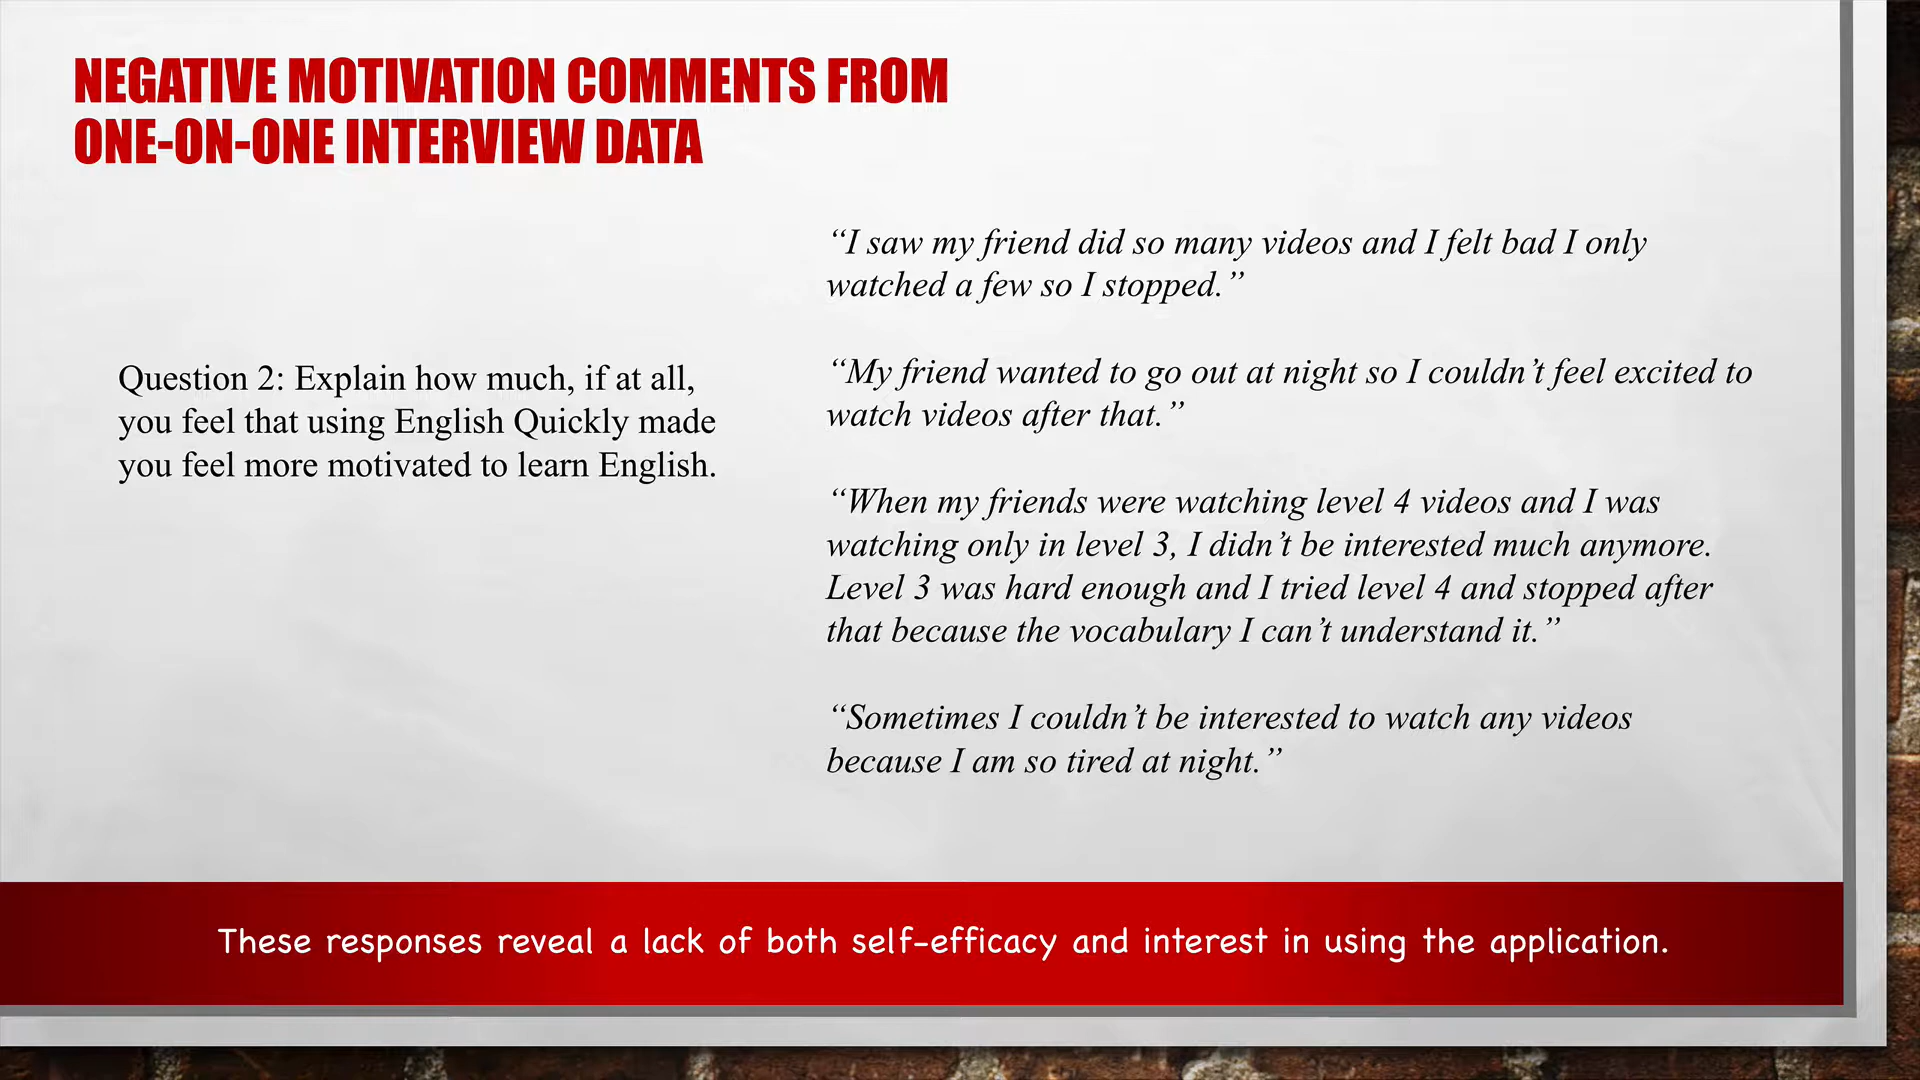 NEGATIVE MOTIVATION COMMENTS FROM
ONE-ON-ONE INTERVIEW DATA
Question 2: Explain how much, if at all,
you feel that using English Quickly made
you feel more motivated to learn English.
“I saw my friend did so many videos and I felt bad I only
watched a few so I stopped.”
“My friend wanted to go out at night so I couldn’t feel excited to
watch videos after that.”
“When my friends were watching level 4 videos and I was
watching only in level 3, I didn’t be interested much anymore.
Level 3 was hard enough and I tried level 4 and stopped after
that because the vocabulary I can’t understand it.”
“Sometimes I couldn’t be interested to watch any videos
because I am so tired at night.”
These responses reveal a lack of both self-efficacy and interest in using the application.